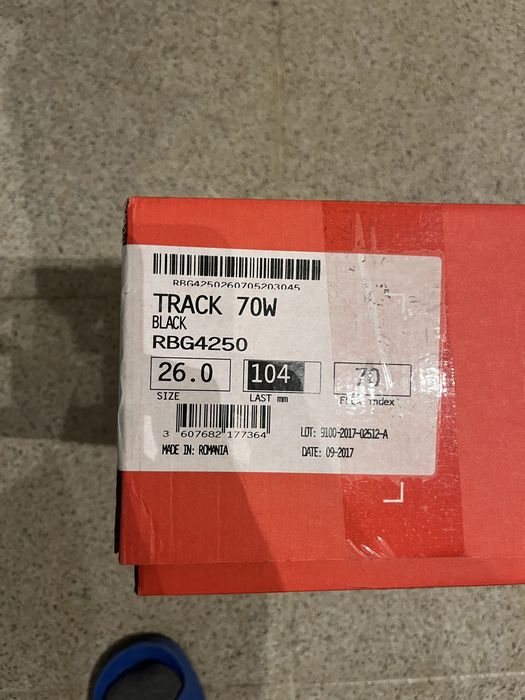 RBG4250260705203045
TRACK 70W
BLACK
RBG4250
26.0 104 70
SIZE LAST mm FLEX index
3 607682 177364
LOT: 9100-2017-02512-A
MADE IN: ROMANIA DATE: 09-2017